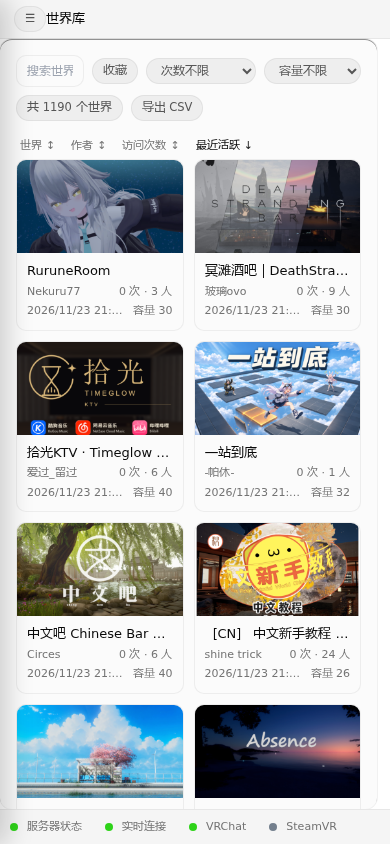 ☰ 世界库
搜索世界 收藏 次数不限 容量不限
共 1190 个世界 导出 CSV
世界 ↕ 作者 ↕ 访问次数 ↕ 最近活跃 ↓
DEATH
STRANDING
BAR
RuruneRoom
Nekuru77 0 次 · 3 人
2026/11/23 21:... 容量 30
冥滩酒吧 | DeathStra...
玻璃ovo 0 次 · 9 人
2026/11/23 21:... 容量 30
拾光
TIMEGLOW
KTV
酷狗音乐
网易云音乐
哔哩哔哩
一站到底
拾光KTV · Timeglow ...
爱过_留过 0 次 · 6 人
2026/11/23 21:... 容量 40
一站到底
-帕休- 0 次 · 1 人
2026/11/23 21:... 容量 32
中文吧
新手教程
中文教程
中文吧 Chinese Bar ...
Circes 0 次 · 6 人
2026/11/23 21:... 容量 40
[CN] 中文新手教程 ...
shine trick 0 次 · 24 人
2026/11/23 21:... 容量 26
Absence
服务器状态 实时连接 VRChat SteamVR